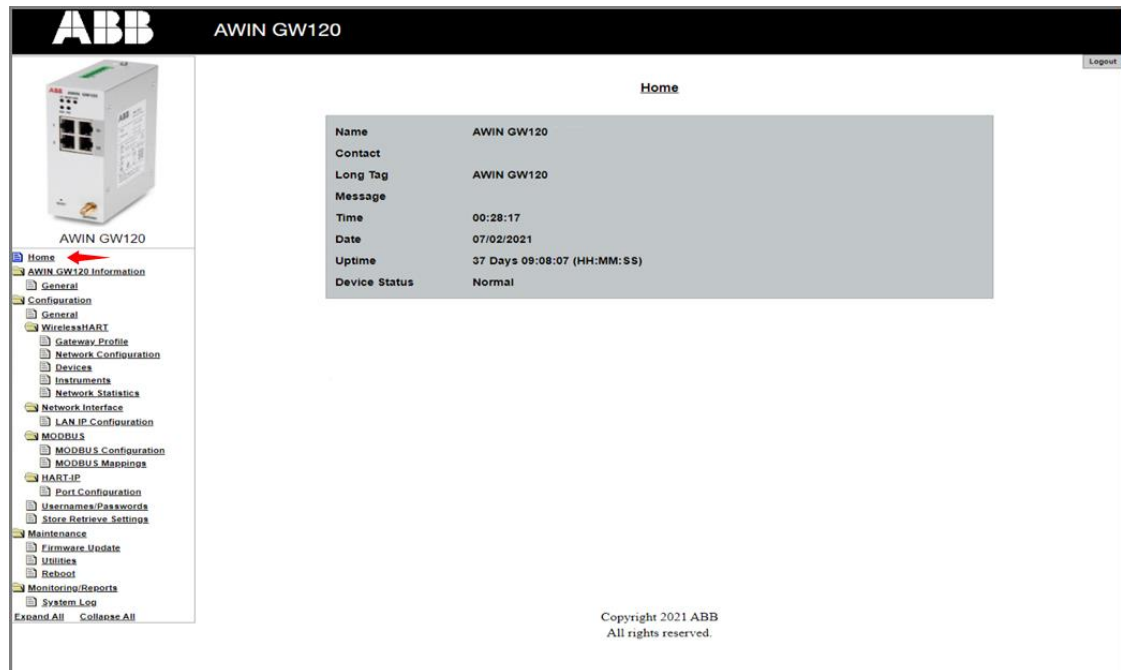 ABB
AWIN GW120
Logout
AWIN GW120
Home
AWIN GW120 Information
General
Configuration
General
WirelessHART
Gateway Profile
Network Configuration
Devices
Instruments
Network Statistics
Network Interface
LAN IP Configuration
MODBUS
MODBUS Configuration
MODBUS Mappings
HART-IP
Port Configuration
Usernames/Passwords
Store Retrieve Settings
Maintenance
Firmware Update
Utilities
Reboot
Monitoring/Reports
System Log
Expand All Collapse All
Home
Name AWIN GW120
Contact
Long Tag AWIN GW120
Message
Time 00:28:17
Date 07/02/2021
Uptime 37 Days 09:08:07 (HH:MM:SS)
Device Status Normal
Copyright 2021 ABB
All rights reserved.